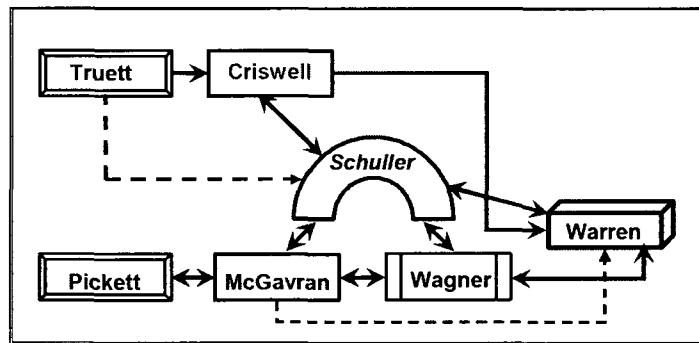 Truett
Criswell
Schuller
Warren
Pickett
McGavran
Wagner